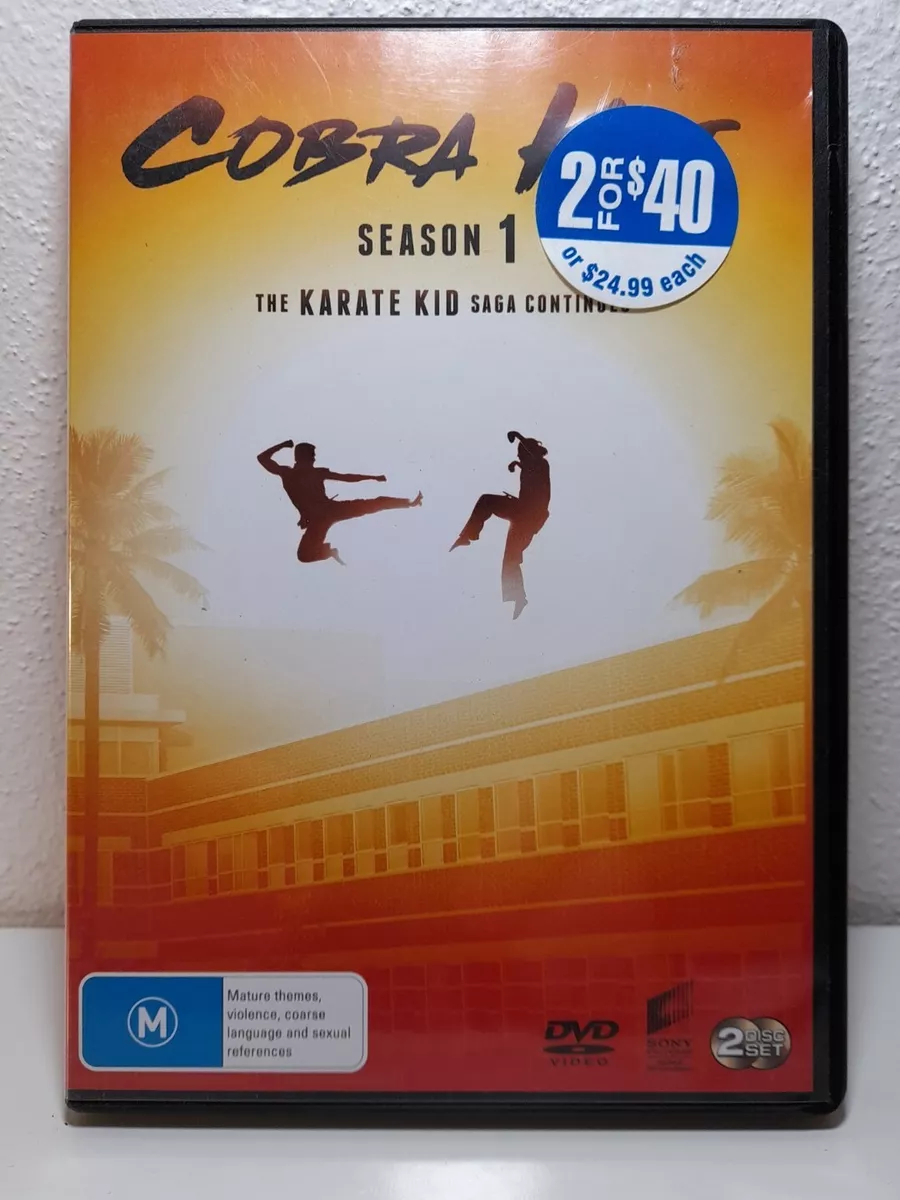 COBRA K
2 FOR $40
or $24.99 each
SEASON 1
THE KARATE KID SAGA CONTINUES
M
Mature themes,
violence, coarse
language and sexual
references
DVD
VIDEO
SONY
2 DISC
SET